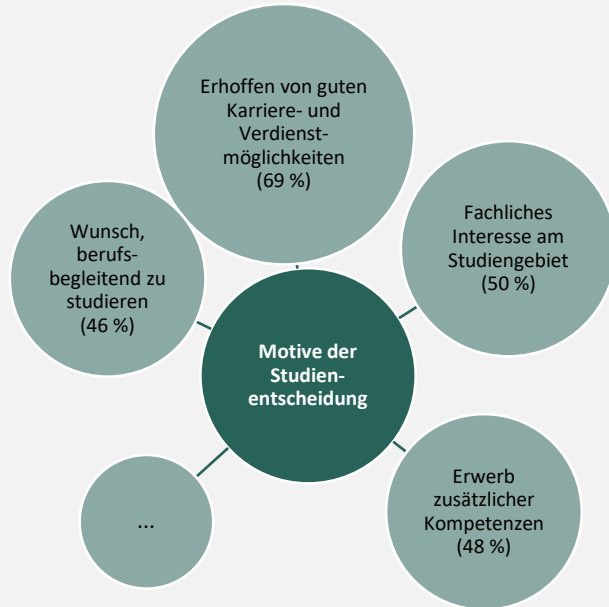 Erhoffen von guten
Karriere- und
Verdienst-
möglichkeiten
(69 %)
Fachliches
Interesse am
Studiengebiet
(50 %)
Wunsch,
berufs-
begleitend zu
studieren
(46 %)
Motive der
Studien-
entscheidung
...
Erwerb
zusätzlicher
Kompetenzen
(48 %)